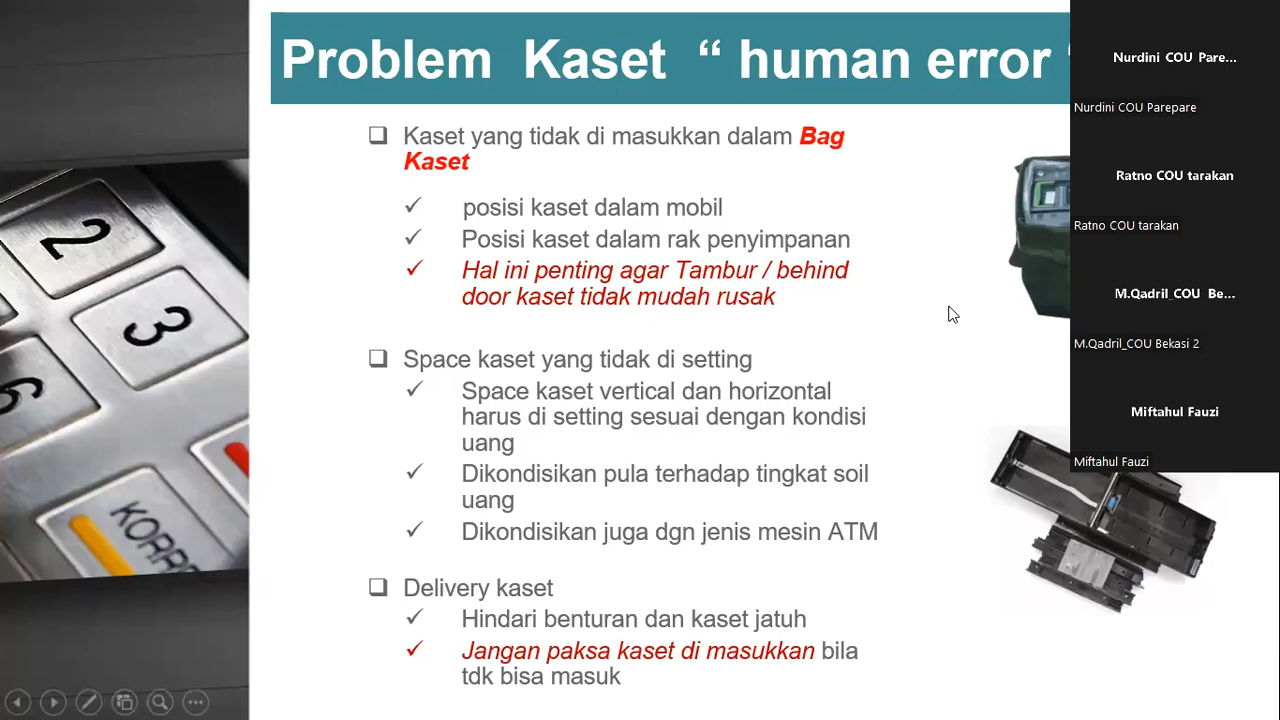 Problem Kaset “ human error “
Kaset yang tidak di masukkan dalam Bag
Kaset
posisi kaset dalam mobil
Posisi kaset dalam rak penyimpanan
Hal ini penting agar Tambur / behind
door kaset tidak mudah rusak
Space kaset yang tidak di setting
Space kaset vertical dan horizontal
harus di setting sesuai dengan kondisi
uang
Dikondisikan pula terhadap tingkat soil
uang
Dikondisikan juga dgn jenis mesin ATM
Delivery kaset
Hindari benturan dan kaset jatuh
Jangan paksa kaset di masukkan bila
tdk bisa masuk
Nurdini COU Pare...
Nurdini COU Parepare
Ratno COU tarakan
Ratno COU tarakan
M.Qadril_COU Be...
M.Qadril_COU Bekasi 2
Miftahul Fauzi
Miftahul Fauzi
2
3
6